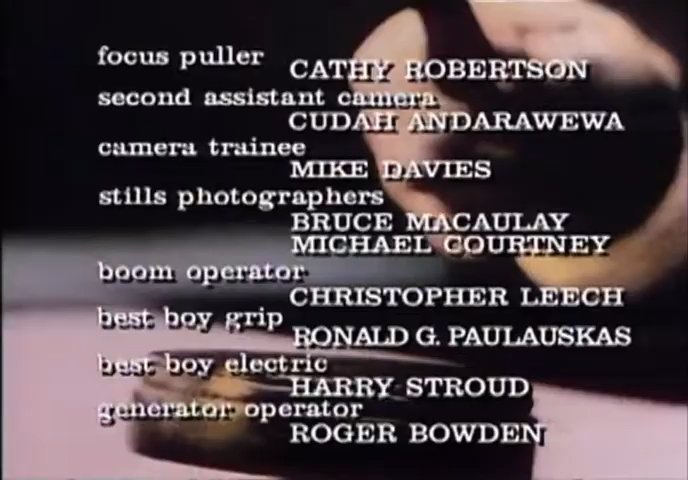 focus puller
CATHY ROBERTSON
second assistant camera
CUDAH ANDARAWEWA
camera trainee
MIKE DAVIES
stills photographers
BRUCE MACAULAY
MICHAEL COURTNEY
boom operator
CHRISTOPHER LEECH
best boy grip
RONALD G. PAULAUSKAS
best boy electric
HARRY STROUD
generator operator
ROGER BOWDEN